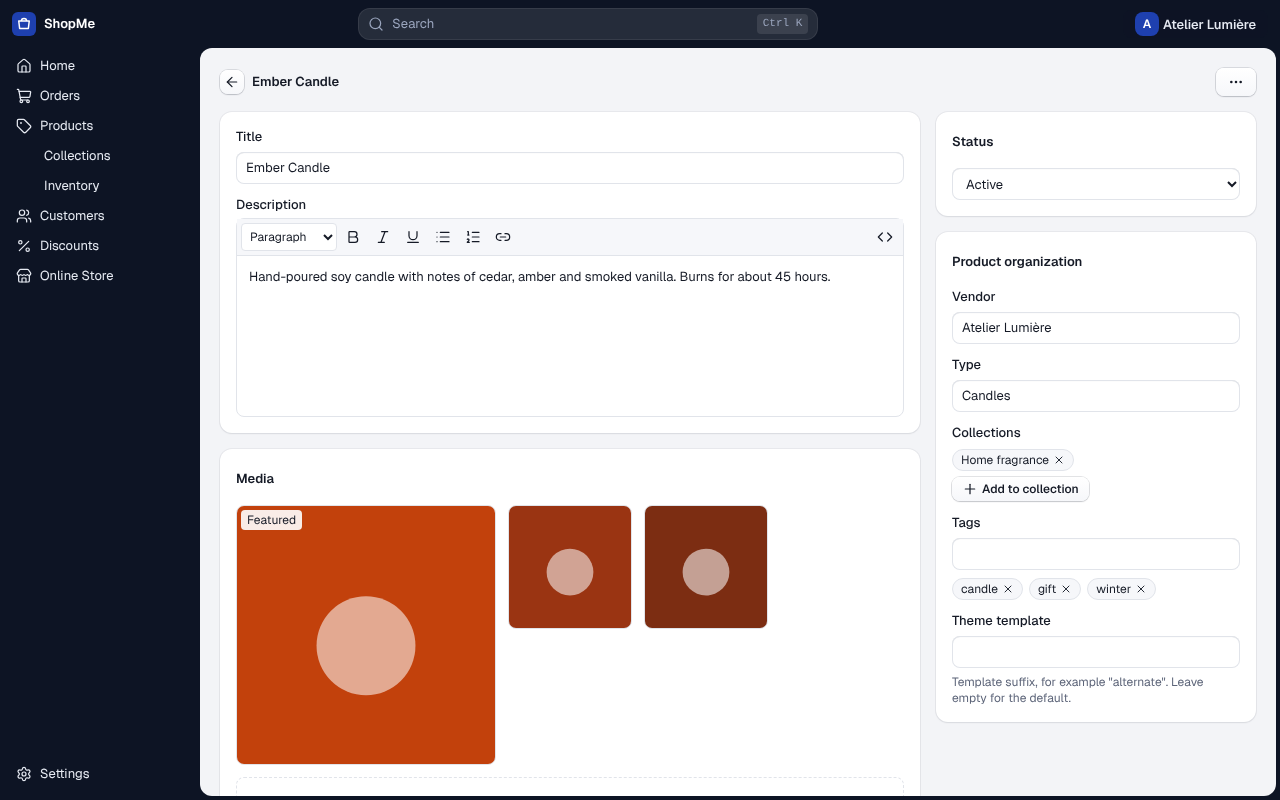 ShopMe
Search
Ctrl K
A
Atelier Lumière
Home
Orders
Products
Collections
Inventory
Customers
Discounts
Online Store
Settings
Ember Candle
Title
Ember Candle
Description
Paragraph
Hand-poured soy candle with notes of cedar, amber and smoked vanilla. Burns for about 45 hours.
Media
Featured
Status
Active
Product organization
Vendor
Atelier Lumière
Type
Candles
Collections
Home fragrance
Add to collection
Tags
candle
gift
winter
Theme template
Template suffix, for example "alternate". Leave
empty for the default.